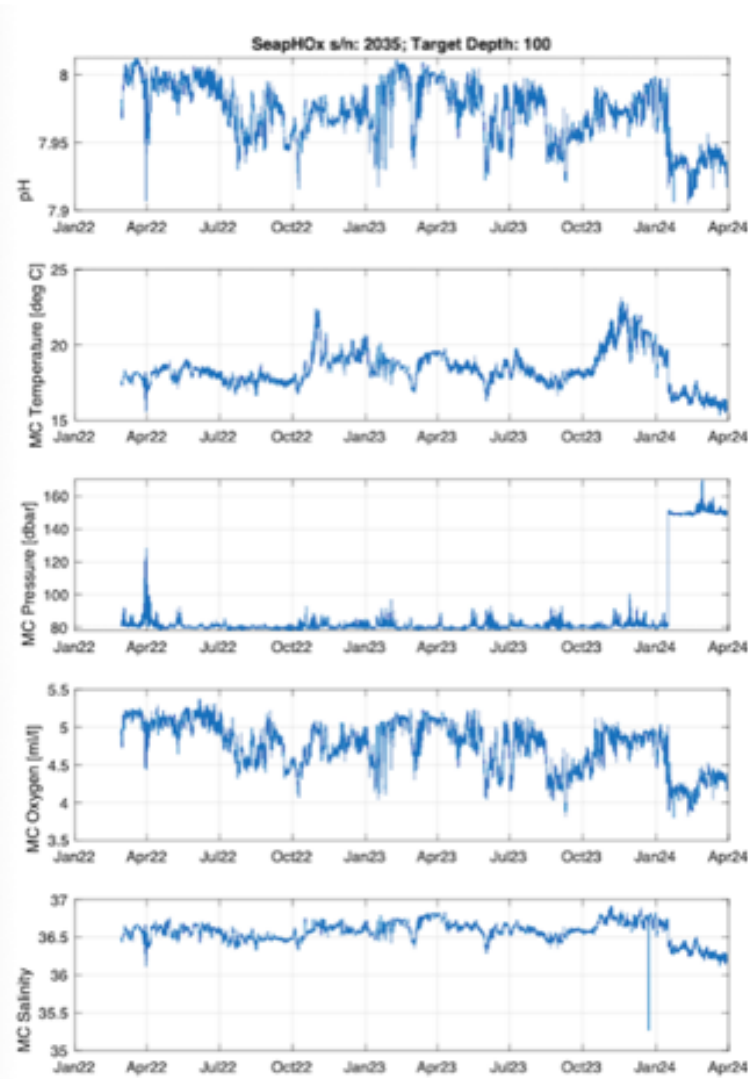 SeapHOx s/n: 2035; Target Depth: 100
pH
8
7.95
7.9
Jan22 Apr22 Jul22 Oct22 Jan23 Apr23 Jul23 Oct23 Jan24 Apr24
MC Temperature [deg C]
25
20
15
Jan22 Apr22 Jul22 Oct22 Jan23 Apr23 Jul23 Oct23 Jan24 Apr24
MC Pressure [dbar]
160
140
120
100
80
Jan22 Apr22 Jul22 Oct22 Jan23 Apr23 Jul23 Oct23 Jan24 Apr24
MC Oxygen [ml/l]
5.5
5
4.5
4
3.5
Jan22 Apr22 Jul22 Oct22 Jan23 Apr23 Jul23 Oct23 Jan24 Apr24
MC Salinity
37
36.5
36
35.5
35
Jan22 Apr22 Jul22 Oct22 Jan23 Apr23 Jul23 Oct23 Jan24 Apr24